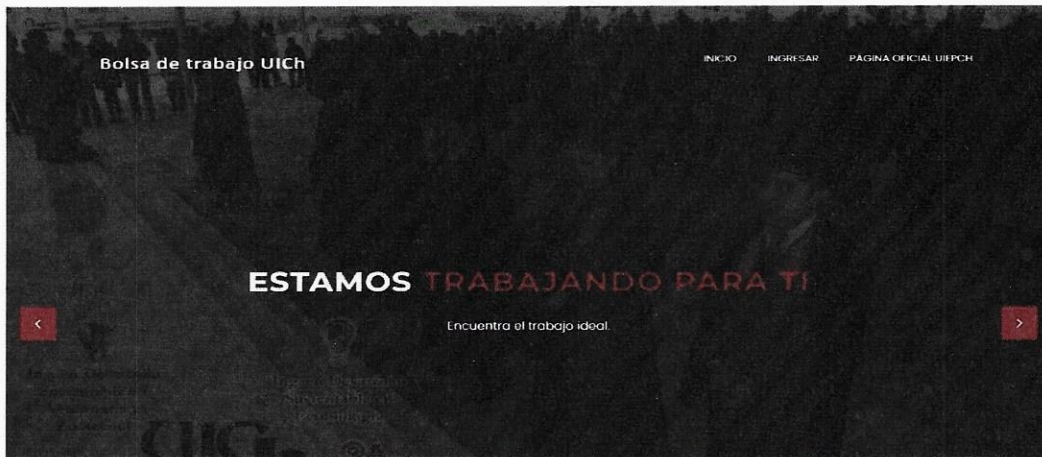 Bolsa de trabajo UICh
INICIO INGRESAR PÁGINA OFICIAL UIEPCH
ESTAMOS TRABAJANDO PARA TI
Encuentra el trabajo ideal.